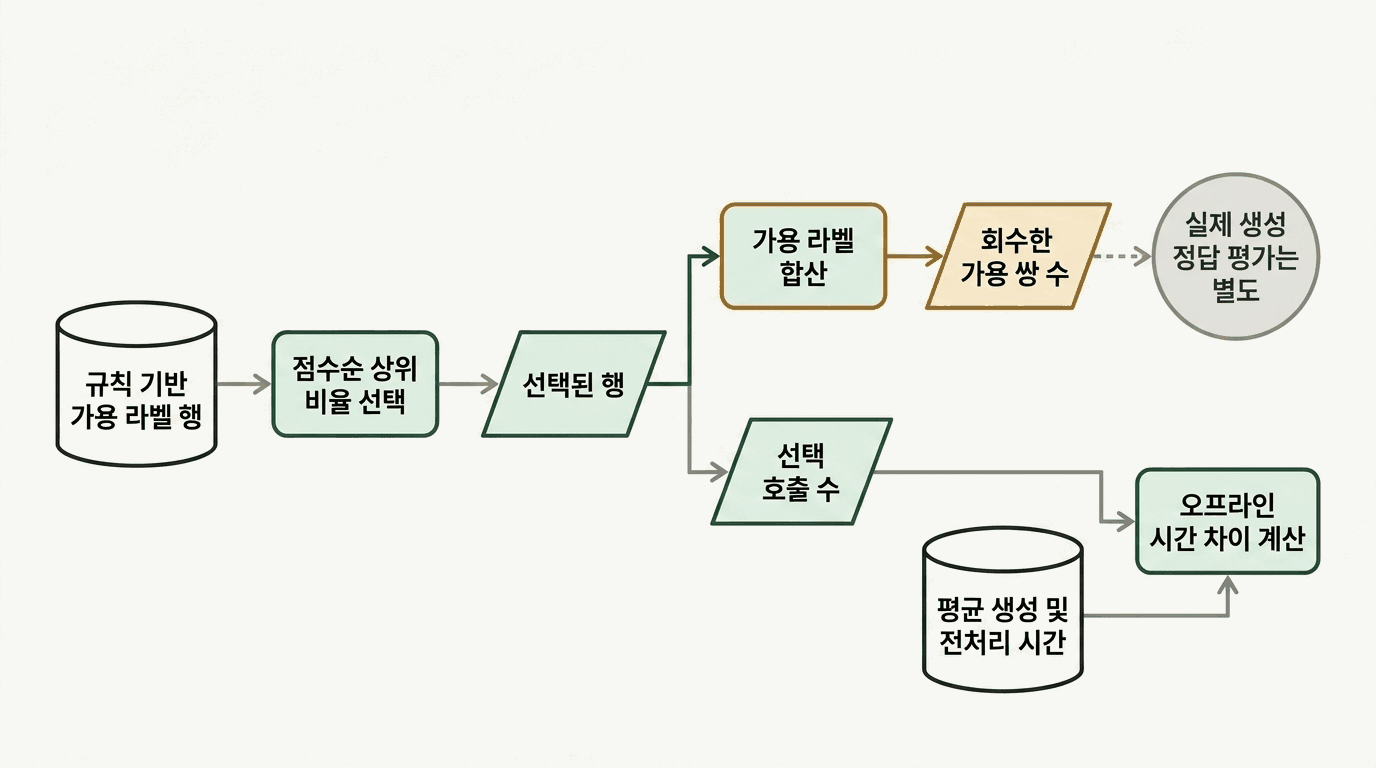 규칙 기반
가용 라벨 행
점수순 상위
비율 선택
선택된 행
가용 라벨
합산
회수한
가용 쌍 수
실제 생성
정답 평가는
별도
선택
호출 수
오프라인
시간 차이 계산
평균 생성 및
전처리 시간